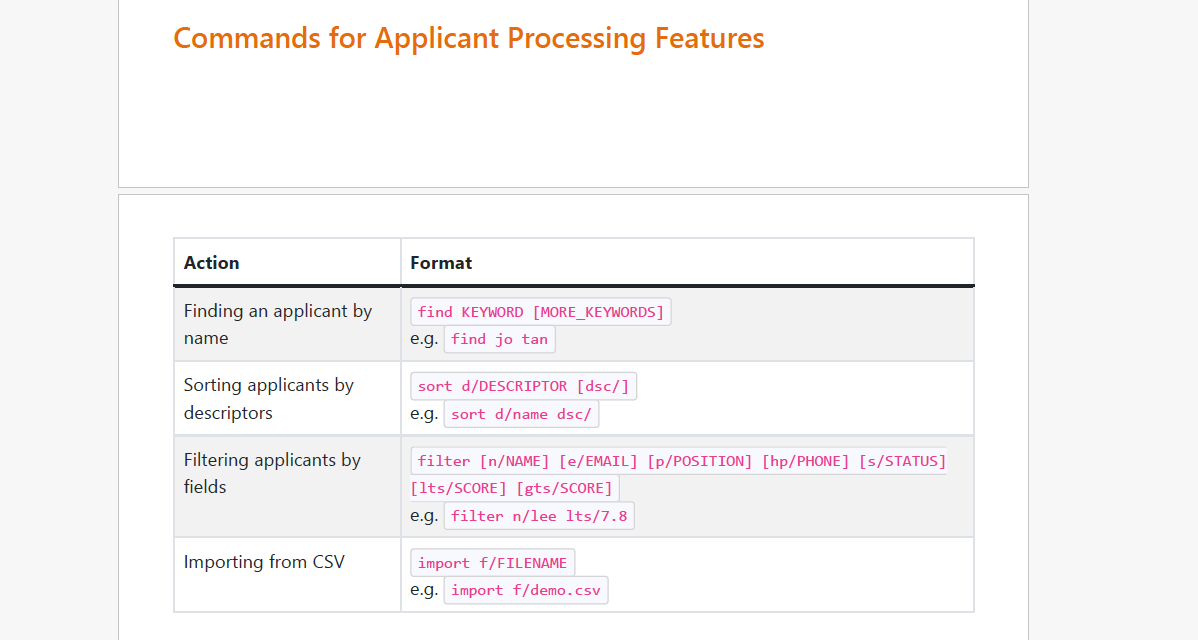 Commands for Applicant Processing Features
Action Format
Finding an applicant by name
find KEYWORD [MORE_KEYWORDS]
e.g. find jo tan
Sorting applicants by descriptors
sort d/DESCRIPTOR [dsc/]
e.g. sort d/name dsc/
Filtering applicants by fields
filter [n/NAME] [e/EMAIL] [p/POSITION] [hp/PHONE] [s/STATUS]
[lts/SCORE] [gts/SCORE]
e.g. filter n/lee lts/7.8
Importing from CSV
import f/FILENAME
e.g. import f/demo.csv